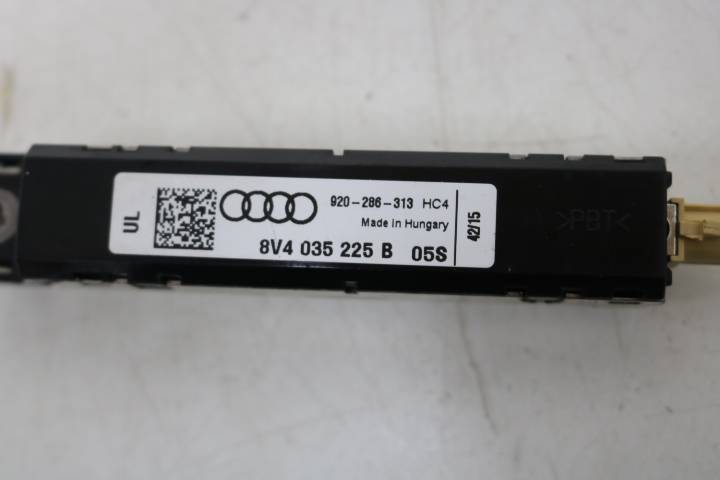 UL
920-286-313 HC4
Made in Hungary
8V4 035 225 B 05S
42/15
>PBT<